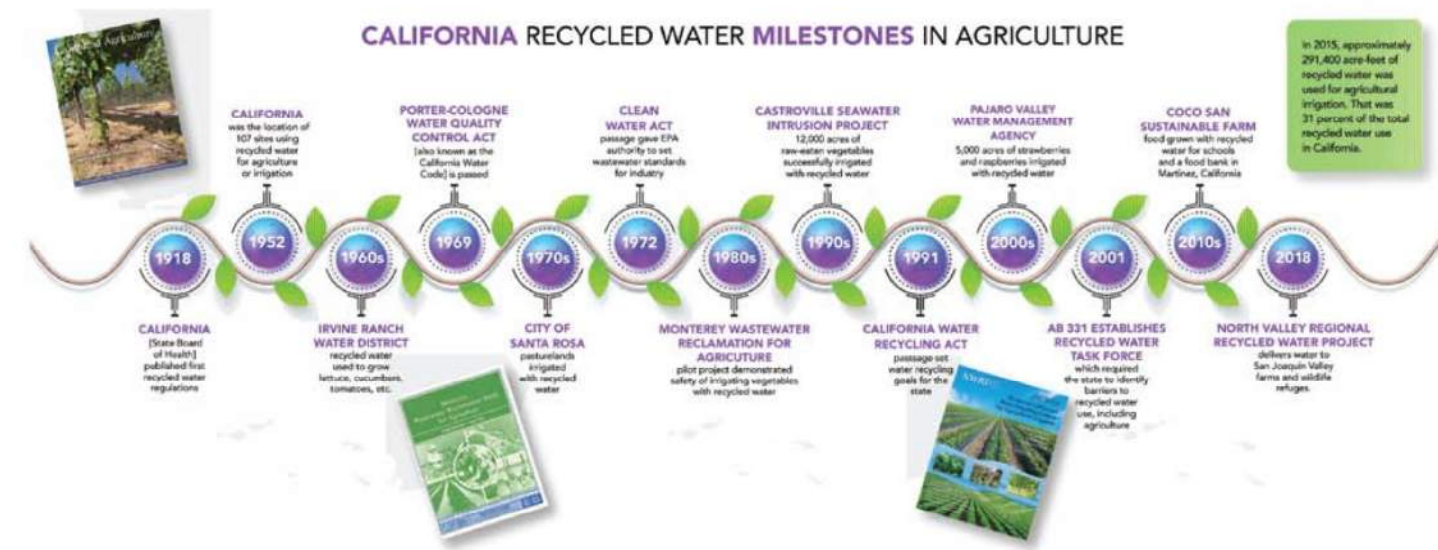 CALIFORNIA RECYCLED WATER MILESTONES IN AGRICULTURE
In 2015, approximately
291,400 acre-feet of
recycled water was
used for agricultural
irrigation. That was
31 percent of the total
recycled water use
in California.
1918
CALIFORNIA
[State Board
of Health]
published first
recycled water
regulations
CALIFORNIA
was the location of
107 sites using
recycled water
for agriculture
or irrigation
1952
1960s
IRVINE RANCH
WATER DISTRICT
recycled water
used to grow
lettuce, cucumbers,
tomatoes, etc.
PORTER-COLOGNE
WATER QUALITY
CONTROL ACT
[also known as the
California Water
Code] is passed
1969
1970s
CITY OF
SANTA ROSA
pasturelands
irrigated
with recycled
water
CLEAN
WATER ACT
passage gave EPA
authority to set
wastewater standards
for industry
1972
1980s
MONTEREY WASTEWATER
RECLAMATION FOR
AGRICUTURE
pilot project demonstrated
safety of irrigating vegetables
with recycled water
CASTROVILLE SEAWATER
INTRUSION PROJECT
12,000 acres of
raw-eaten vegetables
successfully irrigated
with recycled water
1990s
1991
CALIFORNIA WATER
RECYCLING ACT
passage set
water recycling
goals for the
state
PAJARO VALLEY
WATER MANAGEMENT
AGENCY
5,000 acres of strawberries
and raspberries irrigated
with recycled water
2000s
2001
AB 331 ESTABLISHES
RECYCLED WATER
TASK FORCE
which required
the state to identify
barriers to
recycled water
use, including
agriculture
COCO SAN
SUSTAINABLE FARM
food grown with recycled
water for schools
and a food bank in
Martinez, California
2010s
2018
NORTH VALLEY REGIONAL
RECYCLED WATER PROJECT
delivers water to
San Joaquin Valley
farms and wildlife
refuges.